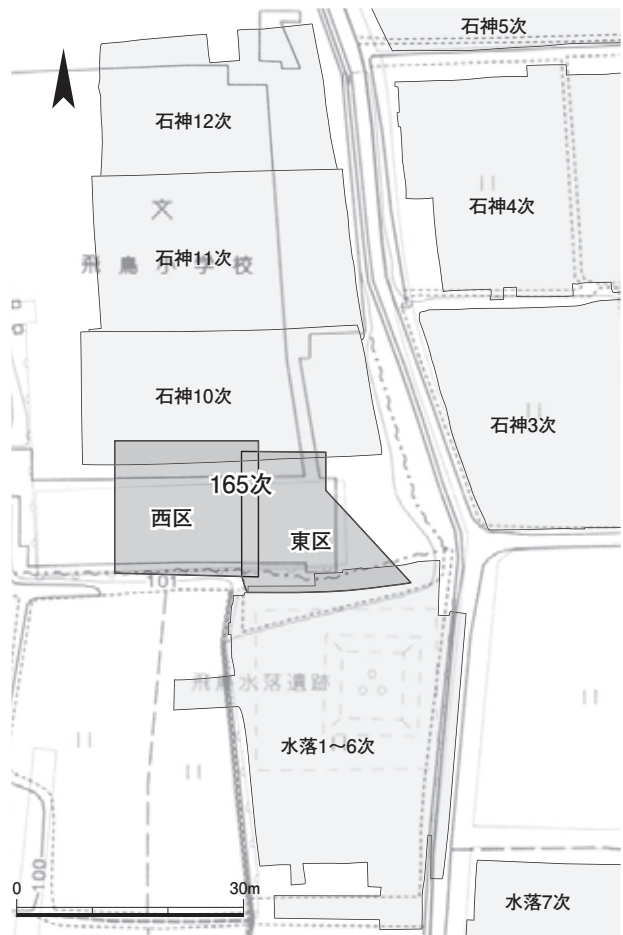 石神5次
石神12次
石神4次
文
石神11次
飛鳥小学校
石神10次
石神3次
165次
西区
東区
101
飛鳥水落遺跡
水落1～6次
100
0 30m
水落7次